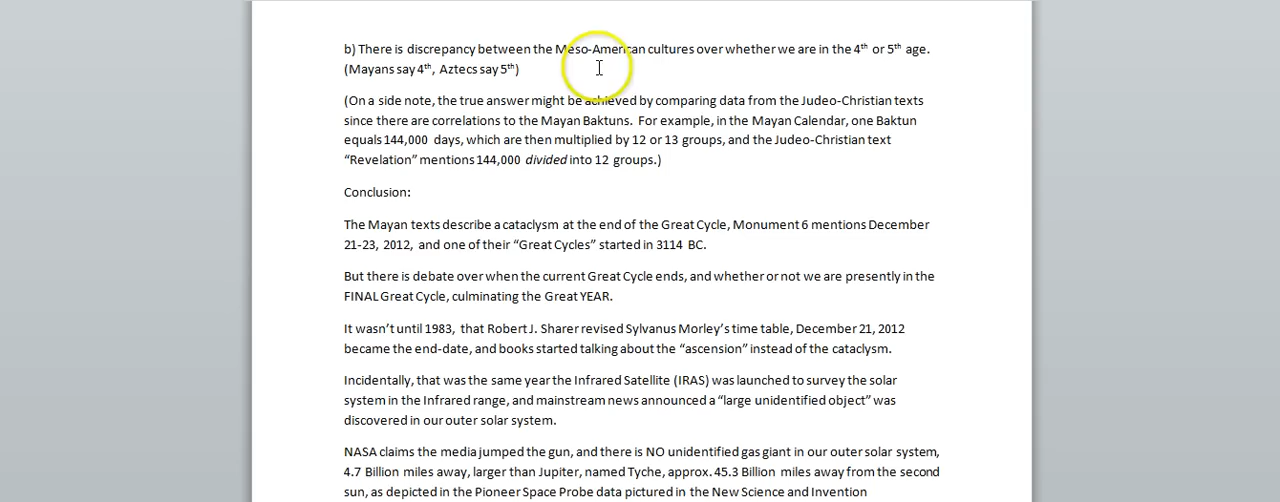 b) There is discrepancy between the Meso-American cultures over whether we are in the 4th or 5th age.
(Mayans say 4th, Aztecs say 5th)
(On a side note, the true answer might be achieved by comparing data from the Judeo-Christian texts
since there are correlations to the Mayan Baktuns. For example, in the Mayan Calendar, one Baktun
equals 144,000 days, which are then multiplied by 12 or 13 groups, and the Judeo-Christian text
“Revelation” mentions 144,000 divided into 12 groups.)
Conclusion:
The Mayan texts describe a cataclysm at the end of the Great Cycle, Monument 6 mentions December
21-23, 2012, and one of their “Great Cycles” started in 3114 BC.
But there is debate over when the current Great Cycle ends, and whether or not we are presently in the
FINAL Great Cycle, culminating the Great YEAR.
It wasn’t until 1983, that Robert J. Sharer revised Sylvanus Morley’s time table, December 21, 2012
became the end-date, and books started talking about the “ascension” instead of the cataclysm.
Incidentally, that was the same year the Infrared Satellite (IRAS) was launched to survey the solar
system in the Infrared range, and mainstream news announced a “large unidentified object” was
discovered in our outer solar system.
NASA claims the media jumped the gun, and there is NO unidentified gas giant in our outer solar system,
4.7 Billion miles away, larger than Jupiter, named Tyche, approx. 45.3 Billion miles away from the second
sun, as depicted in the Pioneer Space Probe data pictured in the New Science and Invention